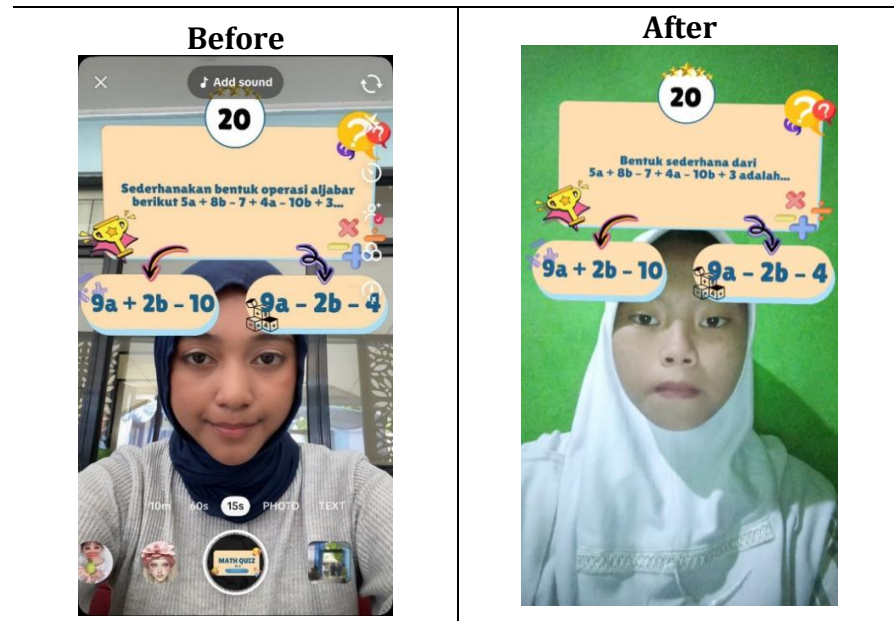 Before
Add sound
20
Sederhanakan bentuk operasi aljabar
berikut 5a + 8b - 7 + 4a - 10b + 3...
9a + 2b - 10
9a - 2b - 4
10m 60s 15s PHOTO TEXT
MATH QUIZ
After
20
Bentuk sederhana dari
5a + 8b - 7 + 4a - 10b + 3 adalah...
9a + 2b - 10
9a - 2b - 4